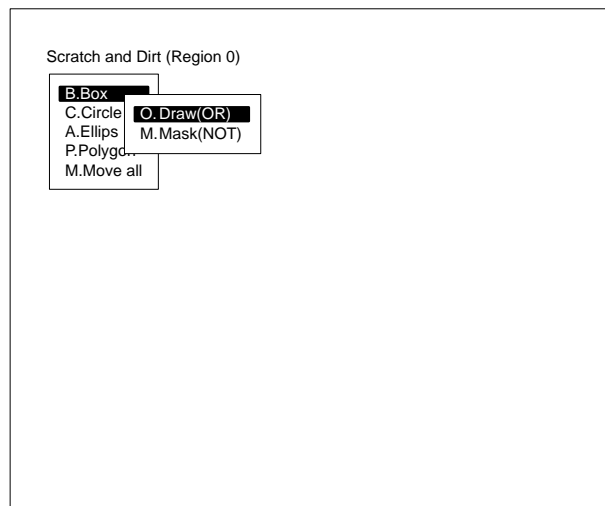 Scratch and Dirt (Region 0)
B.Box
C.Circle
A.Ellips
P.Polygon
M.Move all
O.Draw(OR)
M.Mask(NOT)